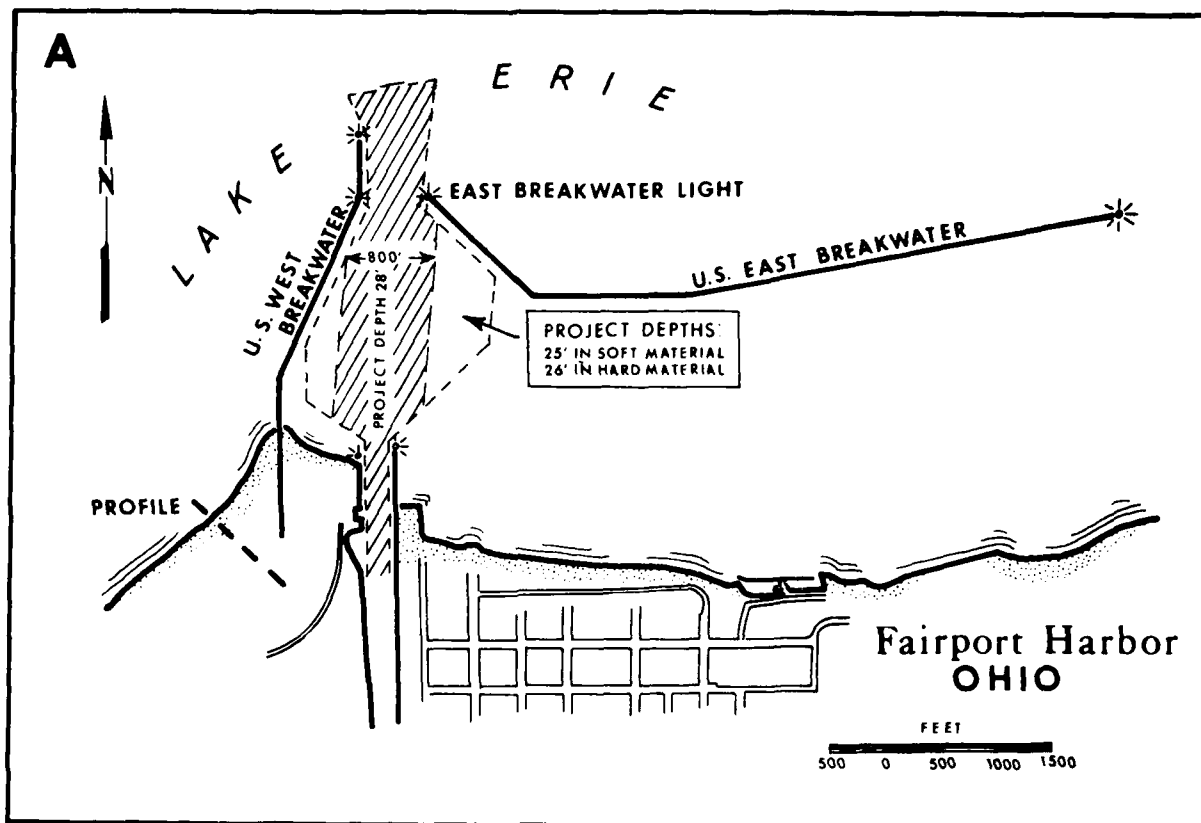 A
LAKE ERIE
N
EAST BREAKWATER LIGHT
U.S. WEST
BREAKWATER
800'
PROJECT DEPTH 28'
U.S. EAST BREAKWATER
PROJECT DEPTHS:
25' IN SOFT MATERIAL
26' IN HARD MATERIAL
PROFILE
Fairport Harbor
OHIO
FEET
500 0 500 1000 1500